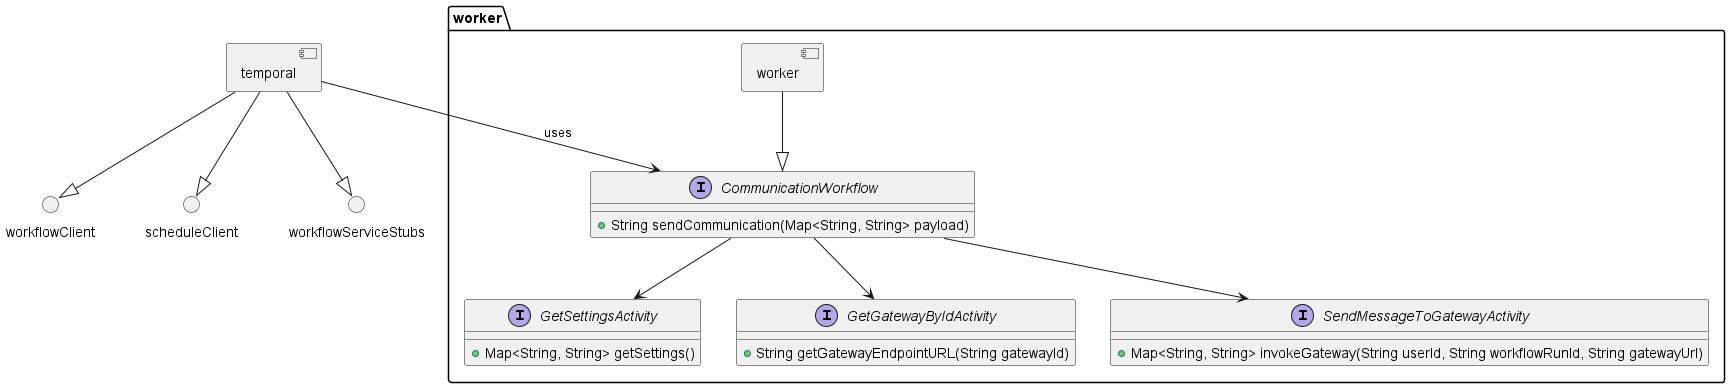 worker
temporal
worker
uses
workflowClient
scheduleClient
workflowServiceStubs
I CommunicationWorkflow
String sendCommunication(Map<String, String> payload)
I GetSettingsActivity
Map<String, String> getSettings()
I GetGatewayByIdActivity
String getGatewayEndpointURL(String gatewayId)
I SendMessageToGatewayActivity
Map<String, String> invokeGateway(String userId, String workflowRunId, String gatewayUrl)